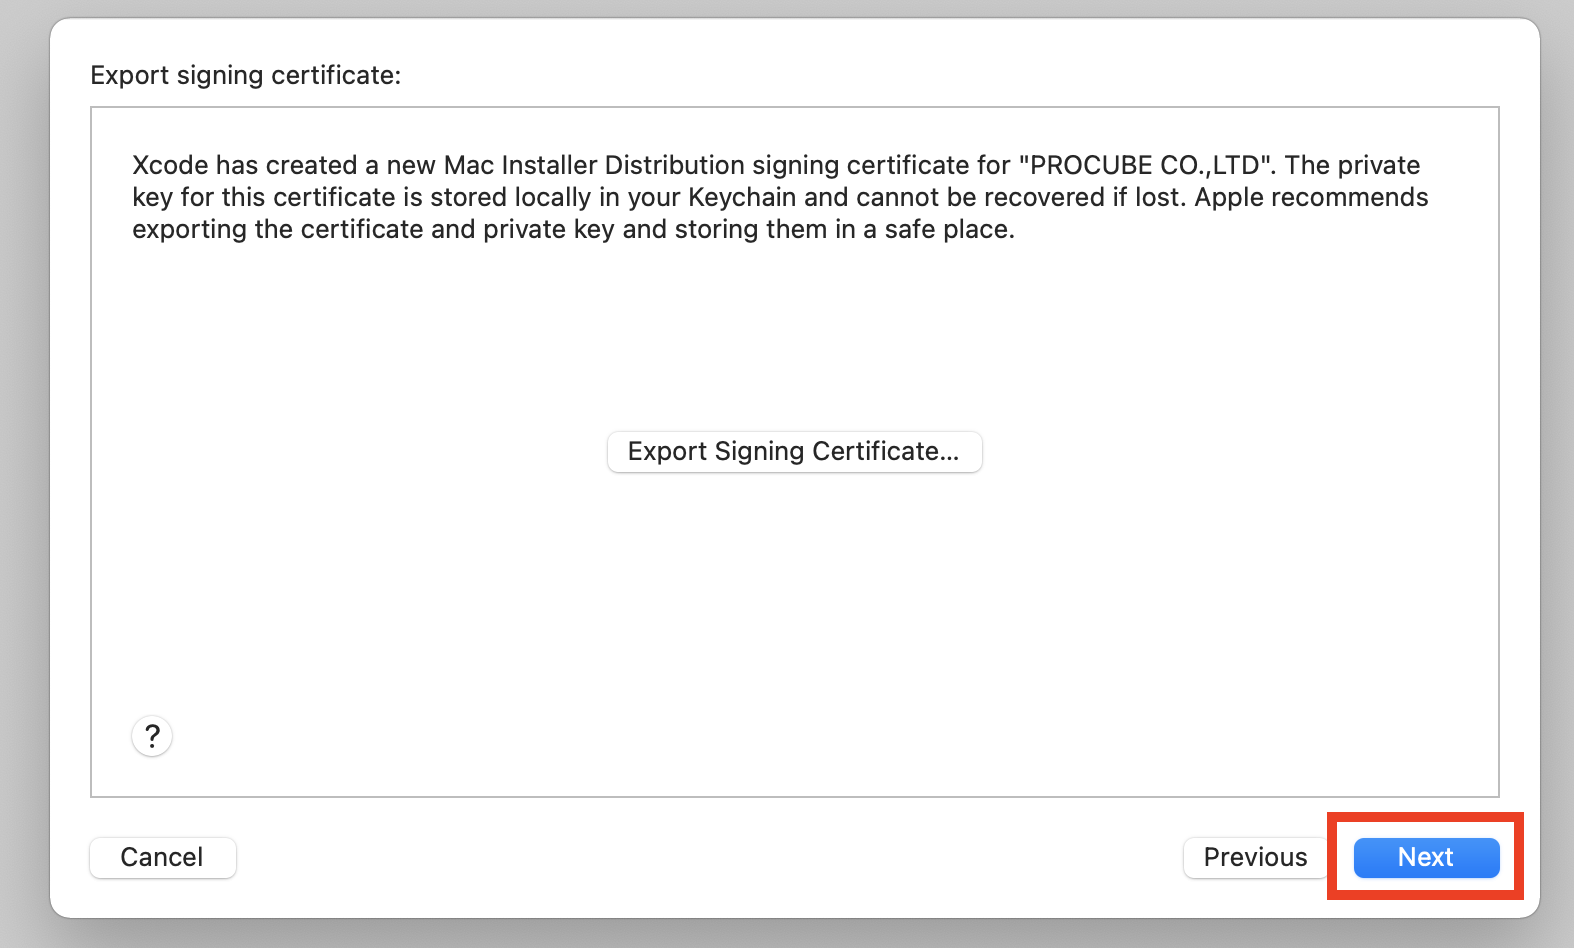 Export signing certificate:
Xcode has created a new Mac Installer Distribution signing certificate for "PROCUBE CO.,LTD". The private
key for this certificate is stored locally in your Keychain and cannot be recovered if lost. Apple recommends
exporting the certificate and private key and storing them in a safe place.
Export Signing Certificate...
?
Cancel
Previous
Next